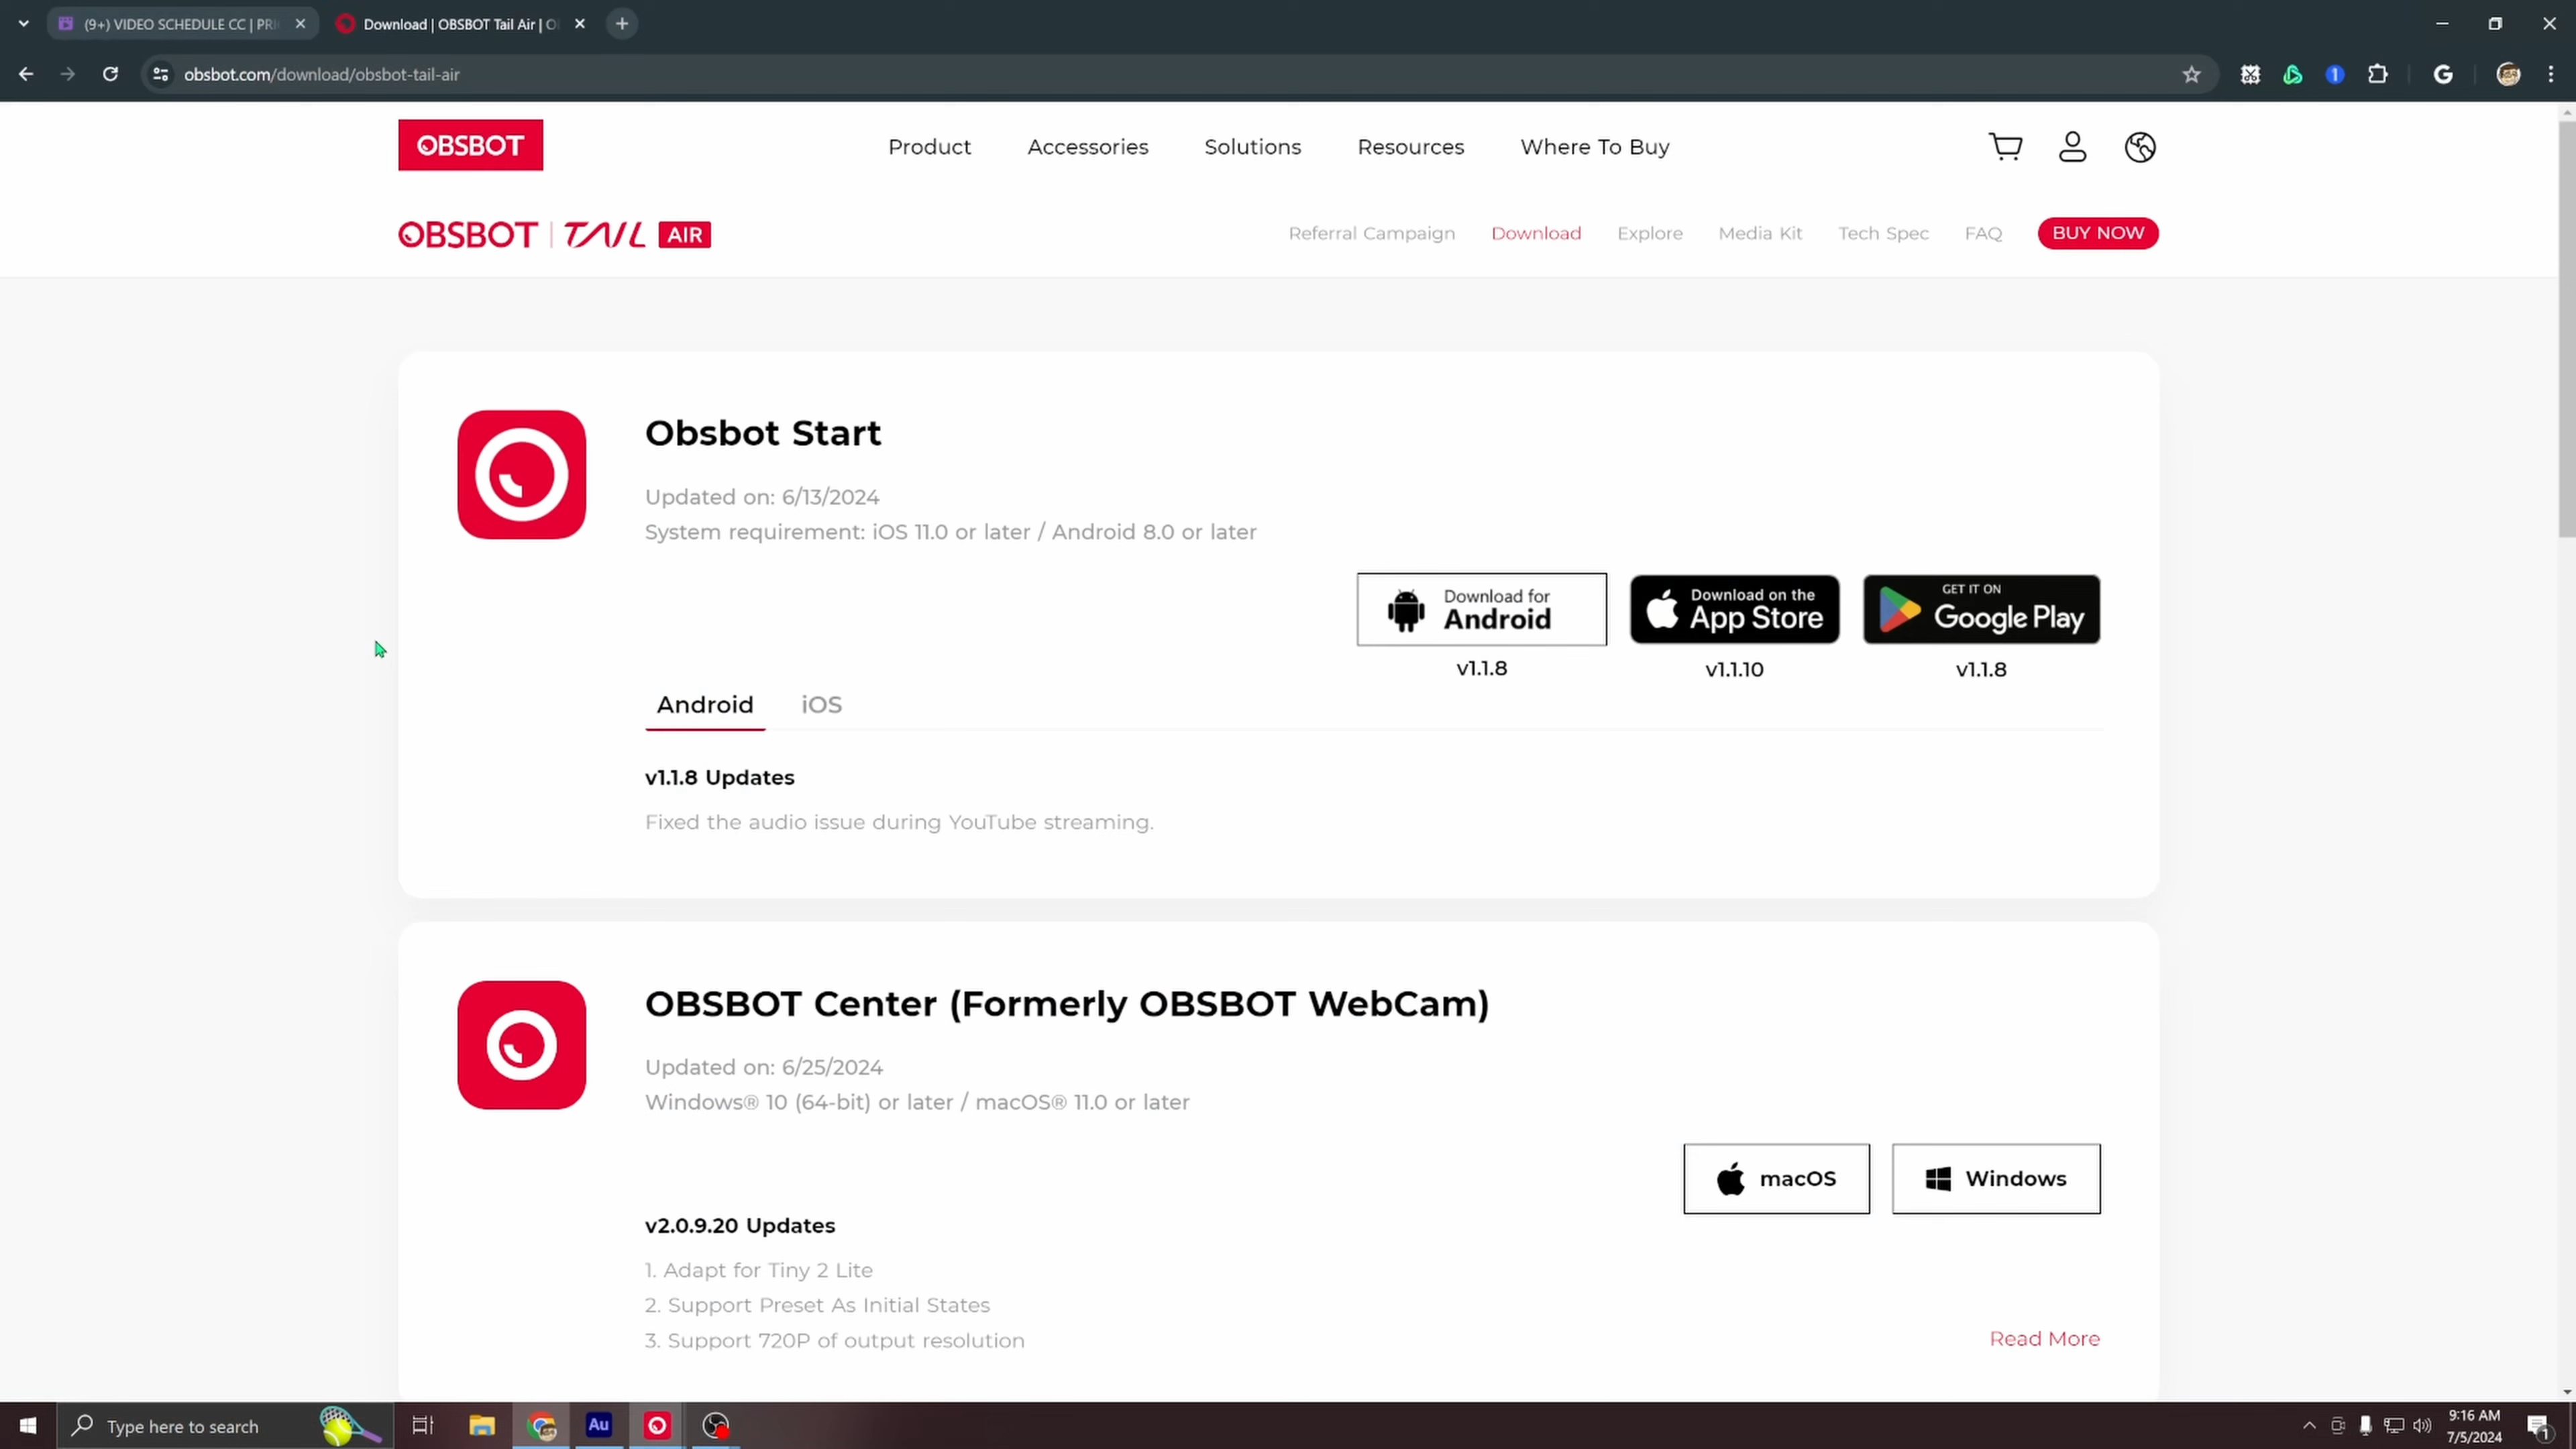 (9+) VIDEO SCHEDULE CC | PRI
Download | OBSBOT Tail Air | O
obsbot.com/download/obsbot-tail-air
OBSBOT
Product
Accessories
Solutions
Resources
Where To Buy
OBSBOT | TAIL AIR
Referral Campaign
Download
Explore
Media Kit
Tech Spec
FAQ
BUY NOW
Obsbot Start
Updated on: 6/13/2024
System requirement: iOS 11.0 or later / Android 8.0 or later
Download for
Android
v1.1.8
Download on the
App Store
v1.1.10
GET IT ON
Google Play
v1.1.8
Android
iOS
v1.1.8 Updates
Fixed the audio issue during YouTube streaming.
OBSBOT Center (Formerly OBSBOT WebCam)
Updated on: 6/25/2024
Windows® 10 (64-bit) or later / macOS® 11.0 or later
macOS
Windows
v2.0.9.20 Updates
1. Adapt for Tiny 2 Lite
2. Support Preset As Initial States
3. Support 720P of output resolution
Read More
Type here to search
Au
9:16 AM
7/5/2024
1